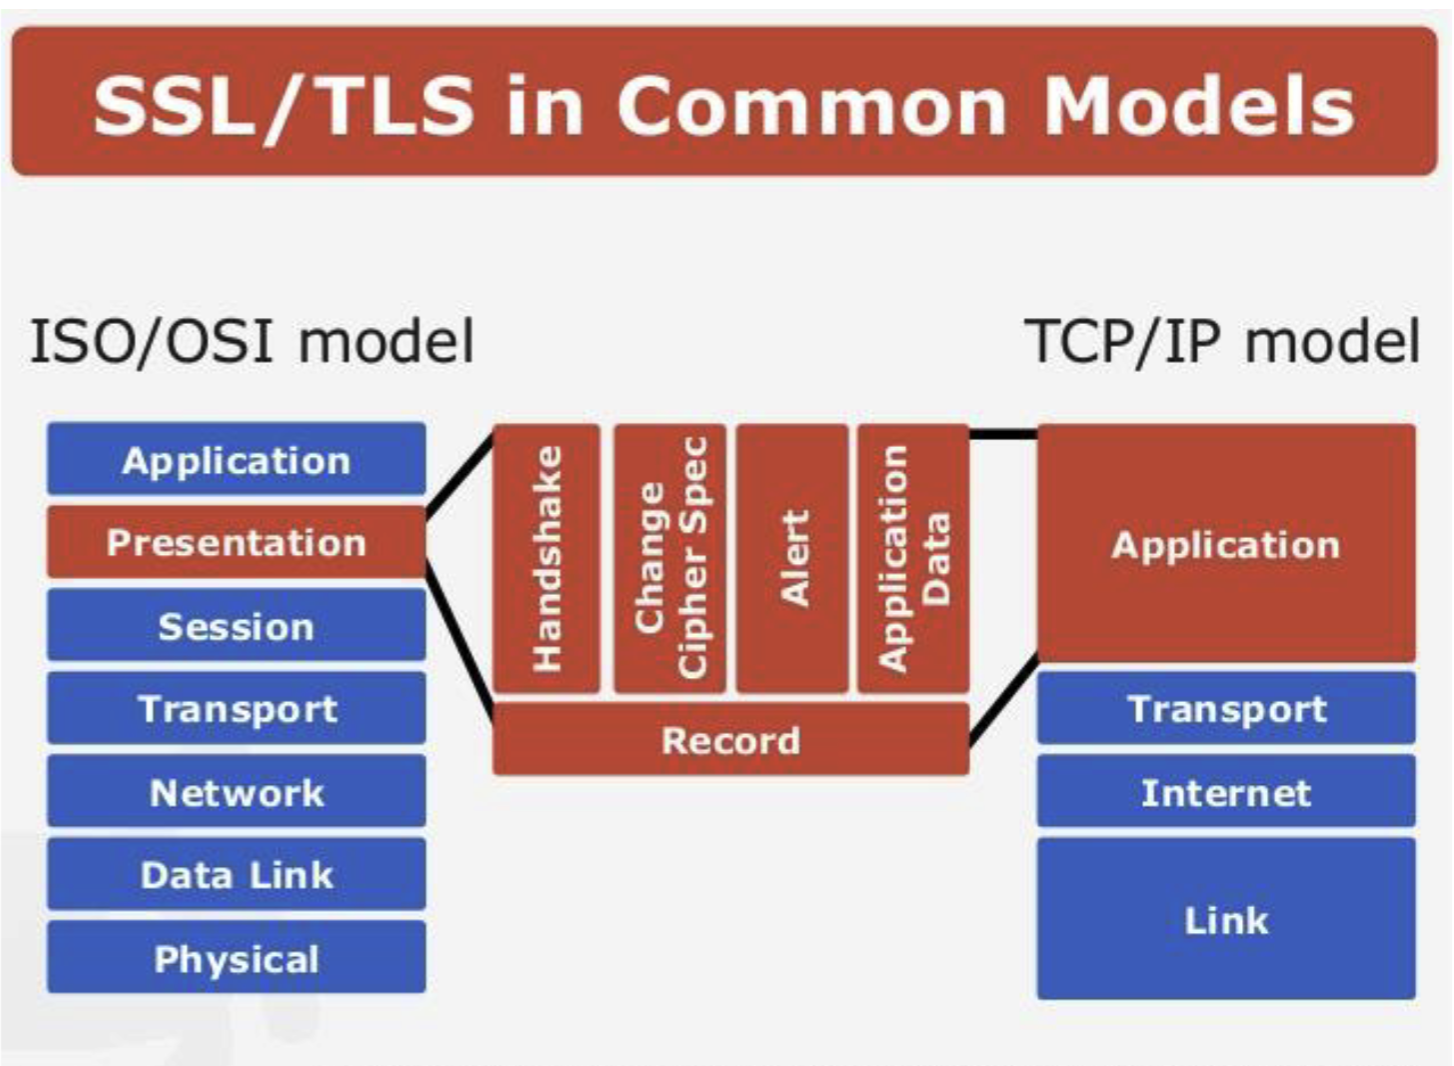 SSL/TLS in Common Models
ISO/OSI model
TCP/IP model
Application
Presentation
Session
Transport
Network
Data Link
Physical
Handshake
Change
Cipher Spec
Alert
Application
Data
Record
Application
Transport
Internet
Link